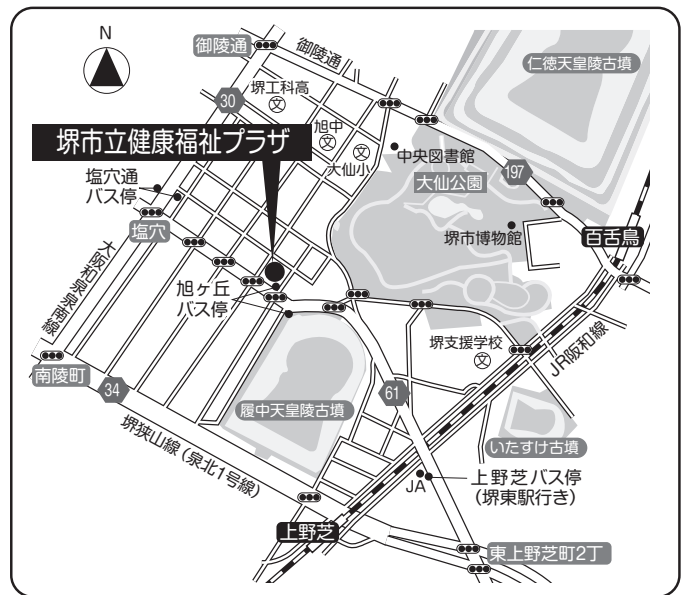 N
御陵通
御陵通
仁徳天皇陵古墳
堺工科高
文
30
旭中
文
文
大仙小
中央図書館
堺市立健康福祉プラザ
大仙公園
197
塩穴通
バス停
堺市博物館
百舌鳥
塩穴
大阪和泉泉南線
旭ヶ丘
バス停
堺支援学校
文
JR阪和線
南陵町
34
61
履中天皇陵古墳
いたすけ古墳
堺狭山線(泉北1号線)
JA
上野芝バス停
(堺東駅行き)
上野芝
東上野芝町2丁